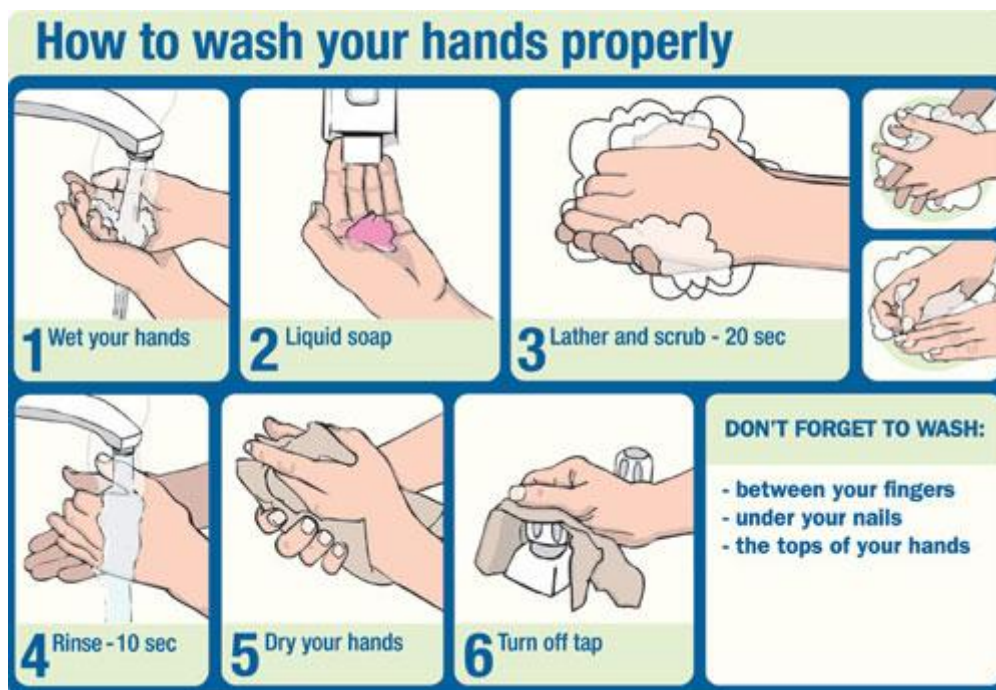 How to wash your hands properly
1 Wet your hands
2 Liquid soap
3 Lather and scrub - 20 sec
4 Rinse - 10 sec
5 Dry your hands
6 Turn off tap
DON'T FORGET TO WASH:
- between your fingers
- under your nails
- the tops of your hands